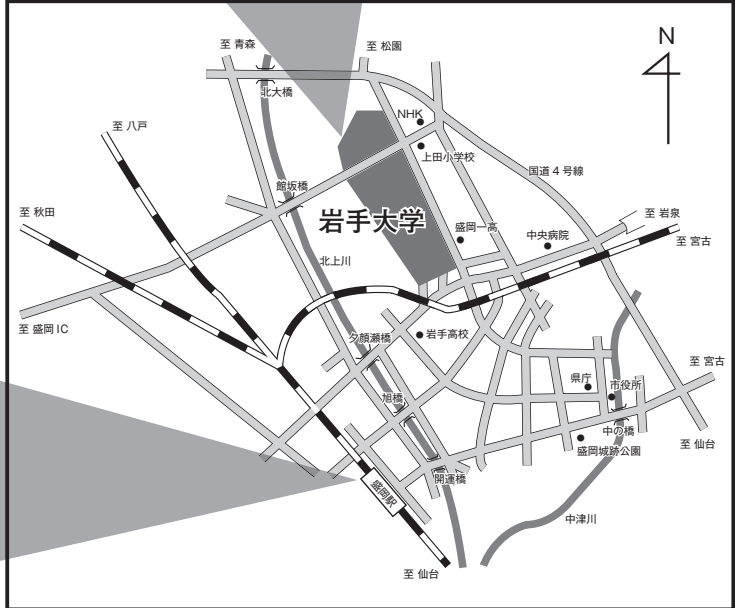 N
至 青森
至 松園
北大橋
NHK
至 八戸
上田小学校
国道４号線
館坂橋
至 秋田
岩手大学
至 岩泉
盛岡一高
中央病院
至 宮古
北上川
至 盛岡 IC
夕顔瀬橋
岩手高校
至 宮古
県庁
市役所
旭橋
中の橋
至 仙台
盛岡城跡公園
開運橋
盛岡駅
中津川
至 仙台